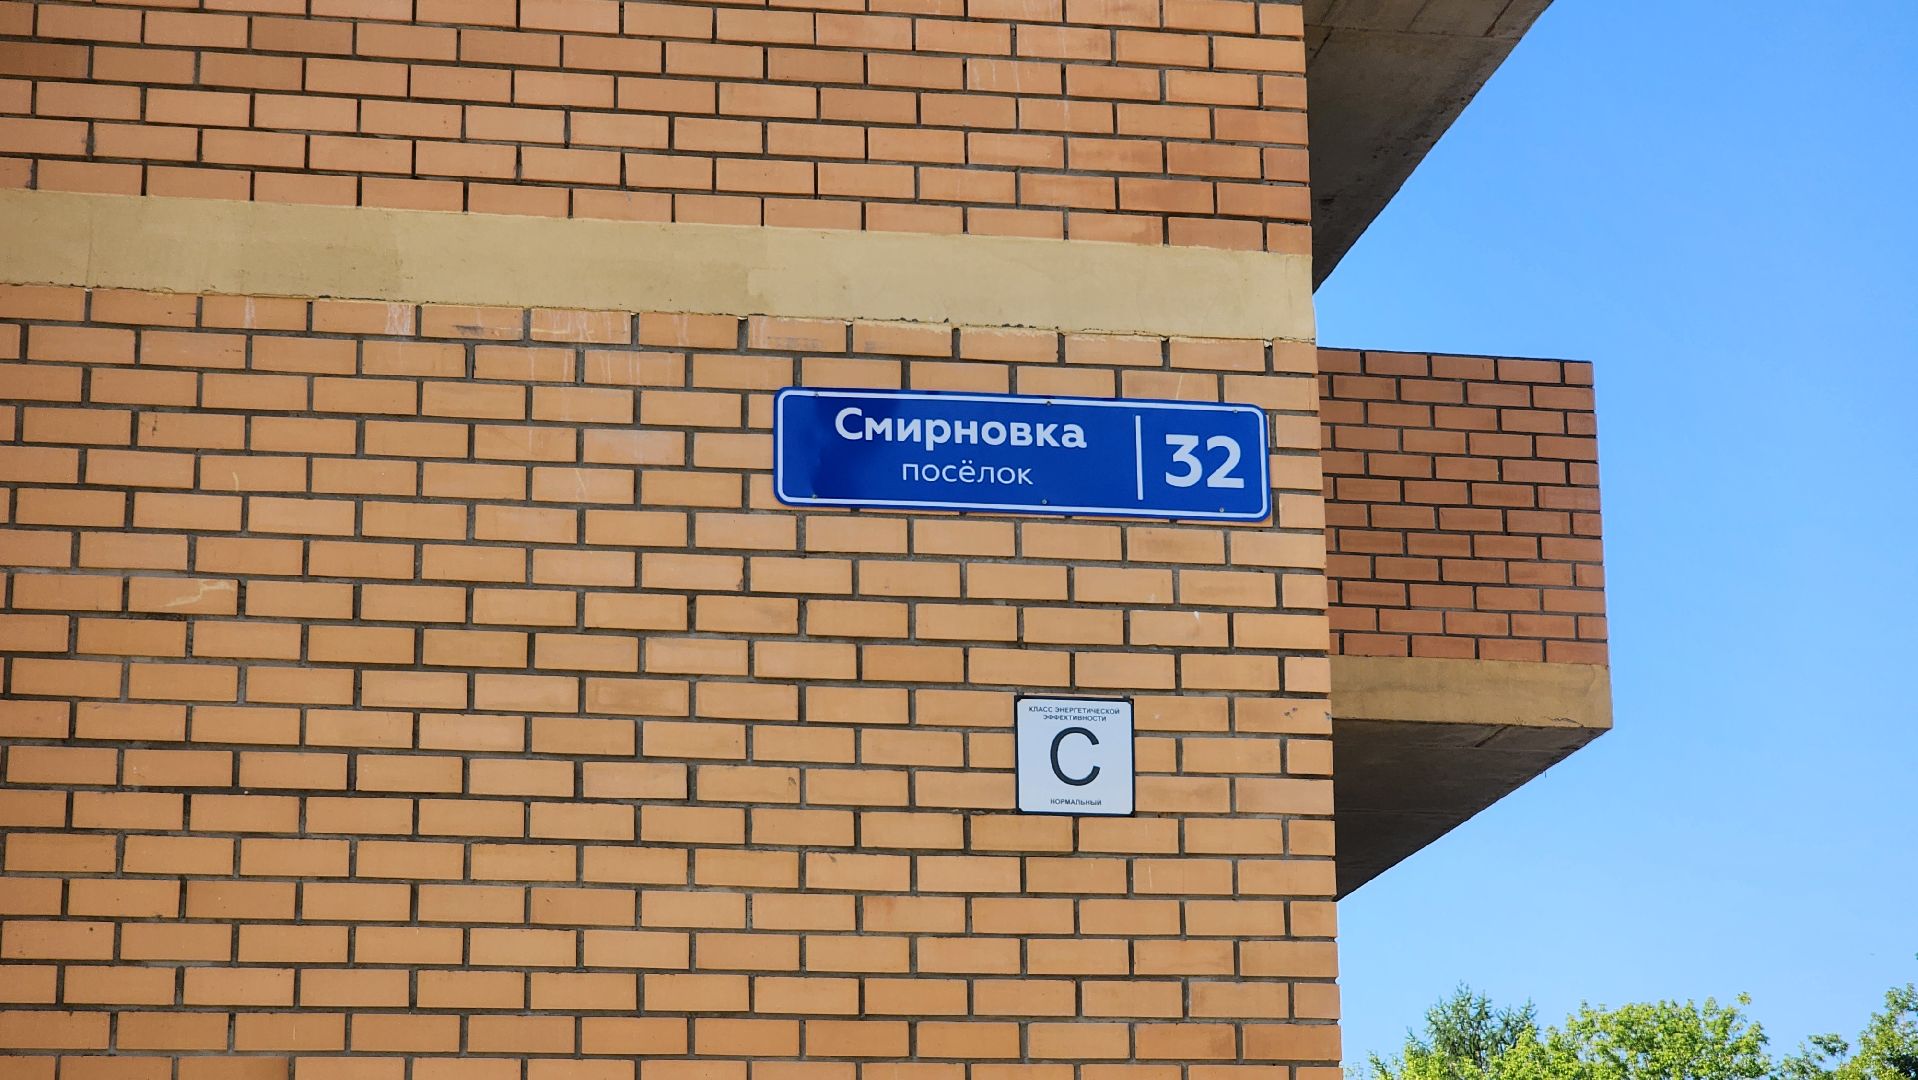 Смирновка
посёлок
32
КЛАСС ЭНЕРГЕТИЧЕСКОЙ
ЭФФЕКТИВНОСТИ
C
НОРМАЛЬНЫЙ